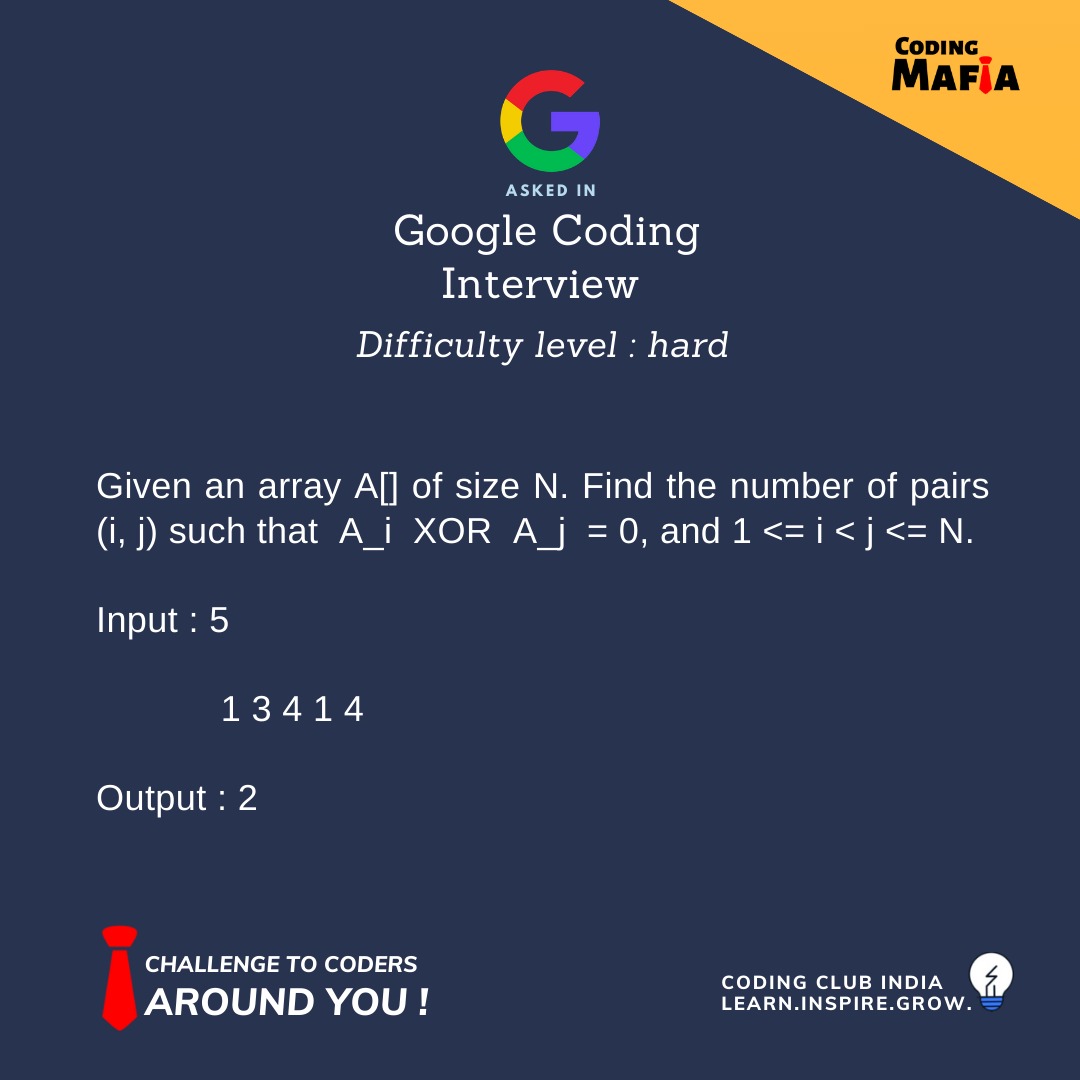 CODING
MAFIA
ASKED IN
Google Coding
Interview
Difficulty level : hard
Given an array A[] of size N. Find the number of pairs
(i, j) such that A_i XOR A_j = 0, and 1 <= i < j <= N.
Input : 5
1 3 4 1 4
Output : 2
CHALLENGE TO CODERS
AROUND YOU !
CODING CLUB INDIA
LEARN.INSPIRE.GROW.